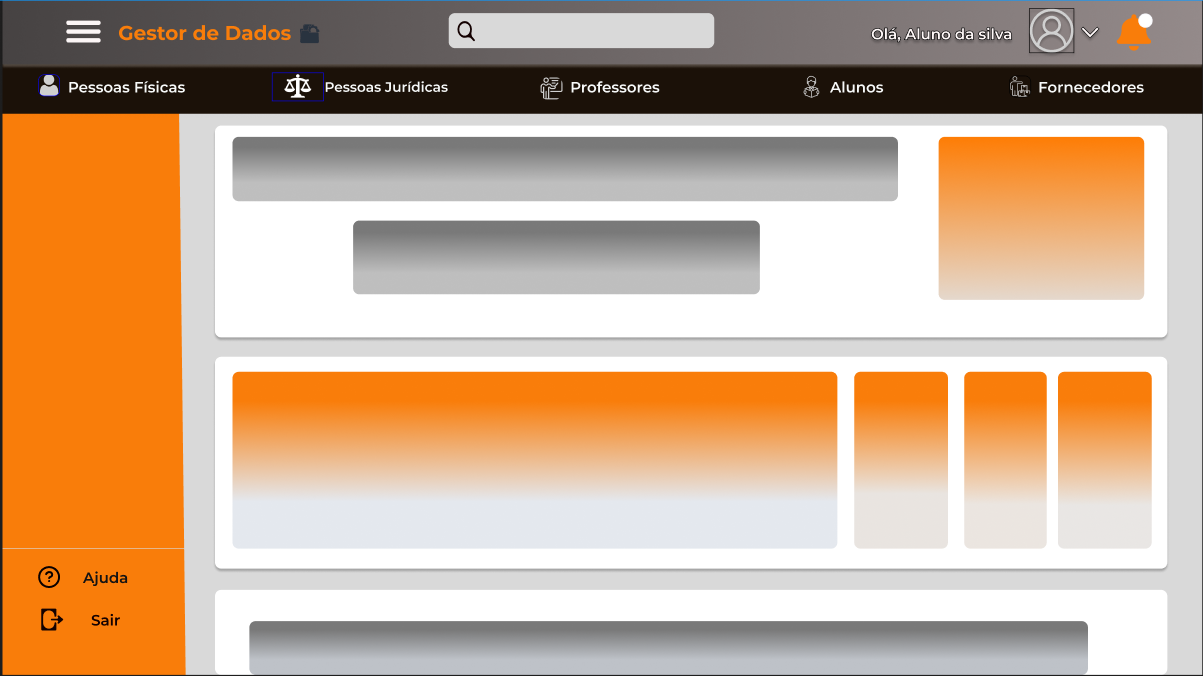 Gestor de Dados
Olá, Aluno da silva
Pessoas Físicas
Pessoas Jurídicas
Professores
Alunos
Fornecedores
Ajuda
Sair